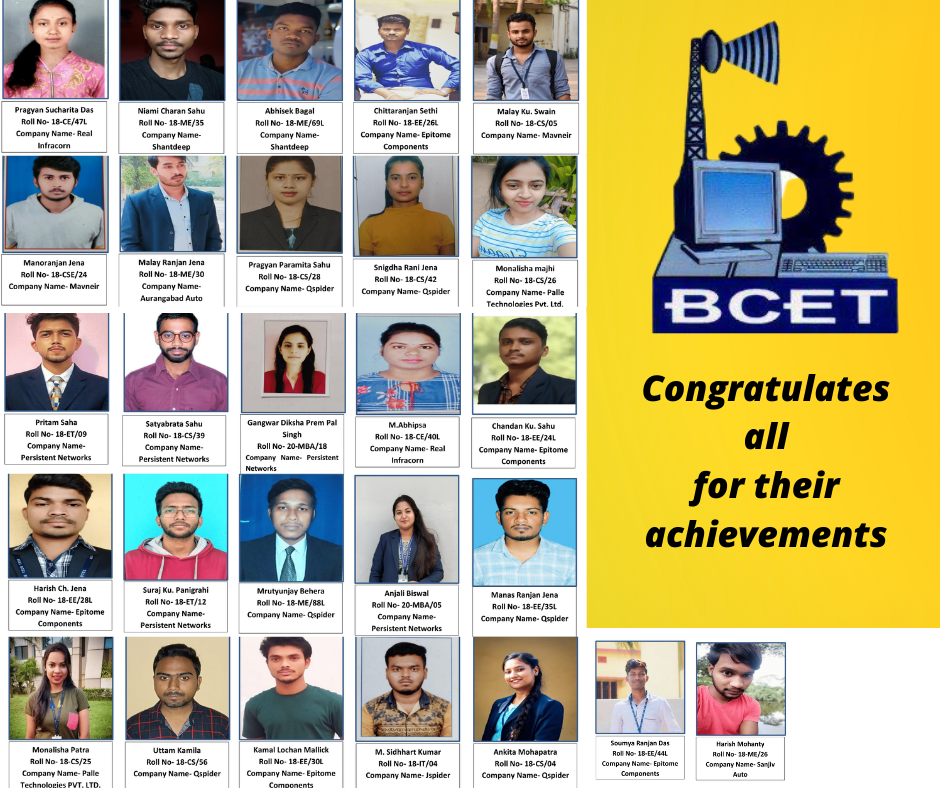 Pragyan Sucharita Das
Roll No- 18-CE/47L
Company Name- Real
Infracorn
Niami Charan Sahu
Roll No- 18-ME/35
Company Name-
Shantdeep
Abhisek Bagal
Roll No- 18-ME/69L
Company Name-
Shantdeep
Chittaranjan Sethi
Roll No- 18-EE/26L
Company Name- Epitome
Components
Malay Ku. Swain
Roll No- 18-CS/05
Company Name- Mavneir
Manoranjan Jena
Roll No- 18-CSE/24
Company Name- Mavneir
Malay Ranjan Jena
Roll No- 18-ME/30
Company Name-
Aurangabad Auto
Pragyan Paramita Sahu
Roll No- 18-CS/28
Company Name- Qspider
Snigdha Rani Jena
Roll No- 18-CS/42
Company Name- Qspider
Monalisha majhi
Roll No- 18-CS/26
Company Name- Palle
Technologies Pvt. Ltd.
Pritam Saha
Roll No- 18-ET/09
Company Name-
Persistent Networks
Satyabrata Sahu
Roll No- 18-CS/39
Company Name-
Persistent Networks
Gangwar Diksha Prem Pal
Singh
Roll No- 20-MBA/18
Company Name- Persistent
Networks
M.Abhipsa
Roll No- 18-CE/40L
Company Name- Real
Infracorn
Chandan Ku. Sahu
Roll No- 18-EE/24L
Company Name- Epitome
Components
Harish Ch. Jena
Roll No- 18-EE/28L
Company Name- Epitome
Components
Suraj Ku. Panigrahi
Roll No- 18-ET/12
Company Name-
Persistent Networks
Mrutyunjay Behera
Roll No- 18-ME/88L
Company Name- Qspider
Anjali Biswal
Roll No- 20-MBA/05
Company Name-
Persistent Networks
Manas Ranjan Jena
Roll No- 18-EE/35L
Company Name- Qspider
Monalisha Patra
Roll No- 18-CS/25
Company Name- Palle
Technologies PVT. LTD.
Uttam Kamila
Roll No- 18-CS/56
Company Name- Qspider
Kamal Lochan Mallick
Roll No- 18-EE/30L
Company Name- Epitome
Components
M. Sidhhart Kumar
Roll No- 18-IT/04
Company Name- Jspider
Ankita Mohapatra
Roll No- 18-CS/04
Company Name- Qspider
Soumya Ranjan Das
Roll No- 18-EE/44L
Company Name- Epitome
Components
Harish Mohanty
Roll No- 18-ME/26
Company Name- Sanjiv
Auto
BCET
Congratulates
all
for their
achievements